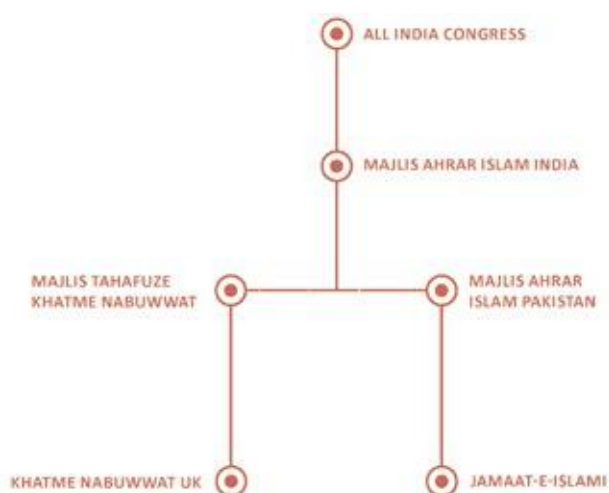 ALL INDIA CONGRESS
MAJLIS AHRAR ISLAM INDIA
MAJLIS TAHAFUZE
KHATME NABUWWAT
MAJLIS AHRAR
ISLAM PAKISTAN
KHATME NABUWWAT UK
JAMAAT-E-ISLAMI